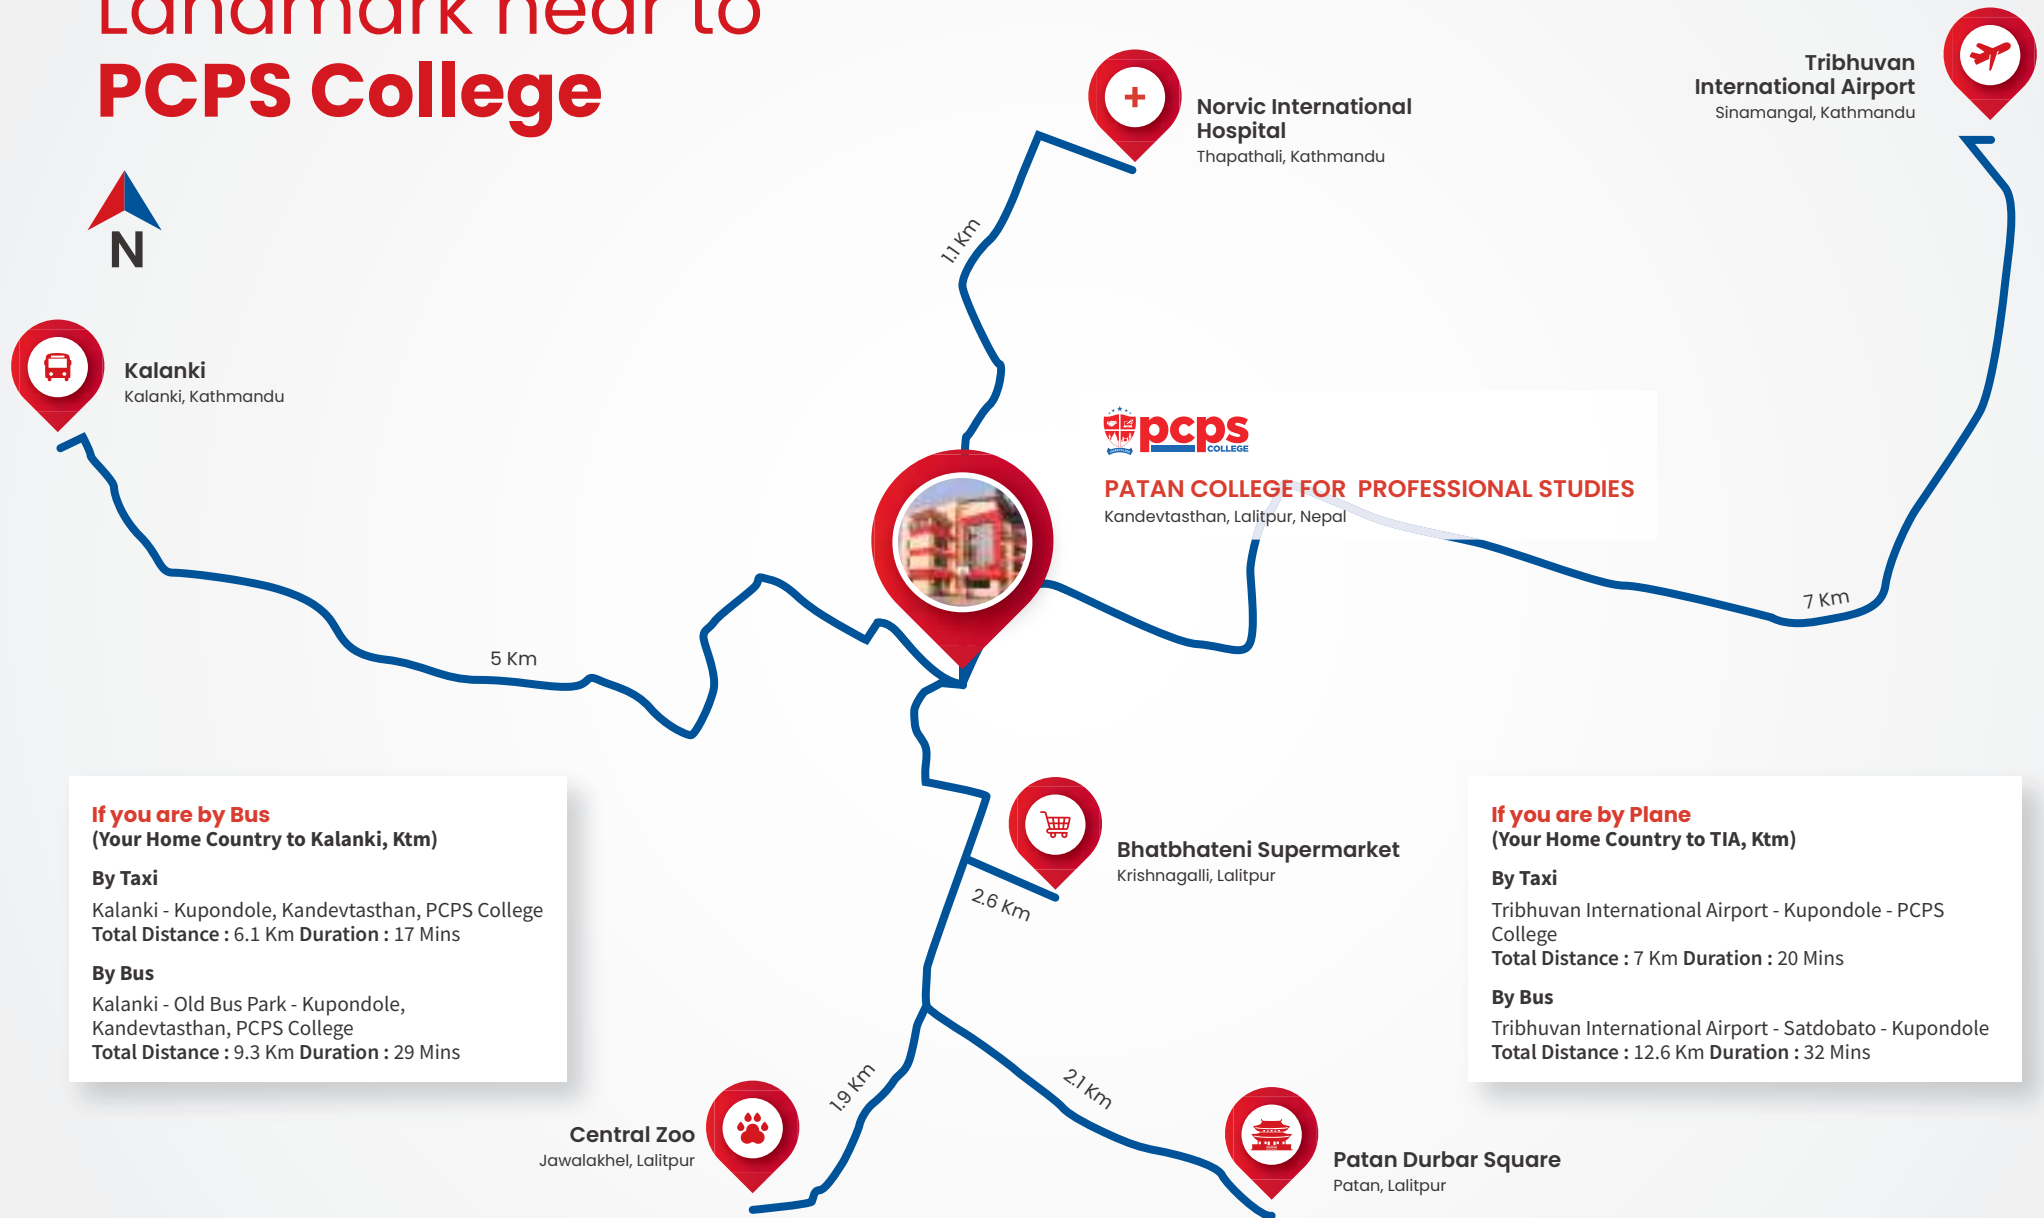 Landmark near to
PCPS College
N
Norvic International
Hospital
Thapathali, Kathmandu
Tribhuvan
International Airport
Sinamangal, Kathmandu
1.1 Km
Kalanki
Kalanki, Kathmandu
pcps
COLLEGE
PATAN COLLEGE FOR PROFESSIONAL STUDIES
Kandevtasthan, Lalitpur, Nepal
7 Km
5 Km
If you are by Bus
(Your Home Country to Kalanki, Ktm)
By Taxi
Kalanki - Kupondole, Kandevtasthan, PCPS College
Total Distance : 6.1 Km Duration : 17 Mins
By Bus
Kalanki - Old Bus Park - Kupondole,
Kandevtasthan, PCPS College
Total Distance : 9.3 Km Duration : 29 Mins
Bhatbhateni Supermarket
Krishnagalli, Lalitpur
2.6 Km
If you are by Plane
(Your Home Country to TIA, Ktm)
By Taxi
Tribhuvan International Airport - Kupondole - PCPS
College
Total Distance : 7 Km Duration : 20 Mins
By Bus
Tribhuvan International Airport - Satdobato - Kupondole
Total Distance : 12.6 Km Duration : 32 Mins
1.9 Km
2.1 Km
Central Zoo
Jawalakhel, Lalitpur
Patan Durbar Square
Patan, Lalitpur